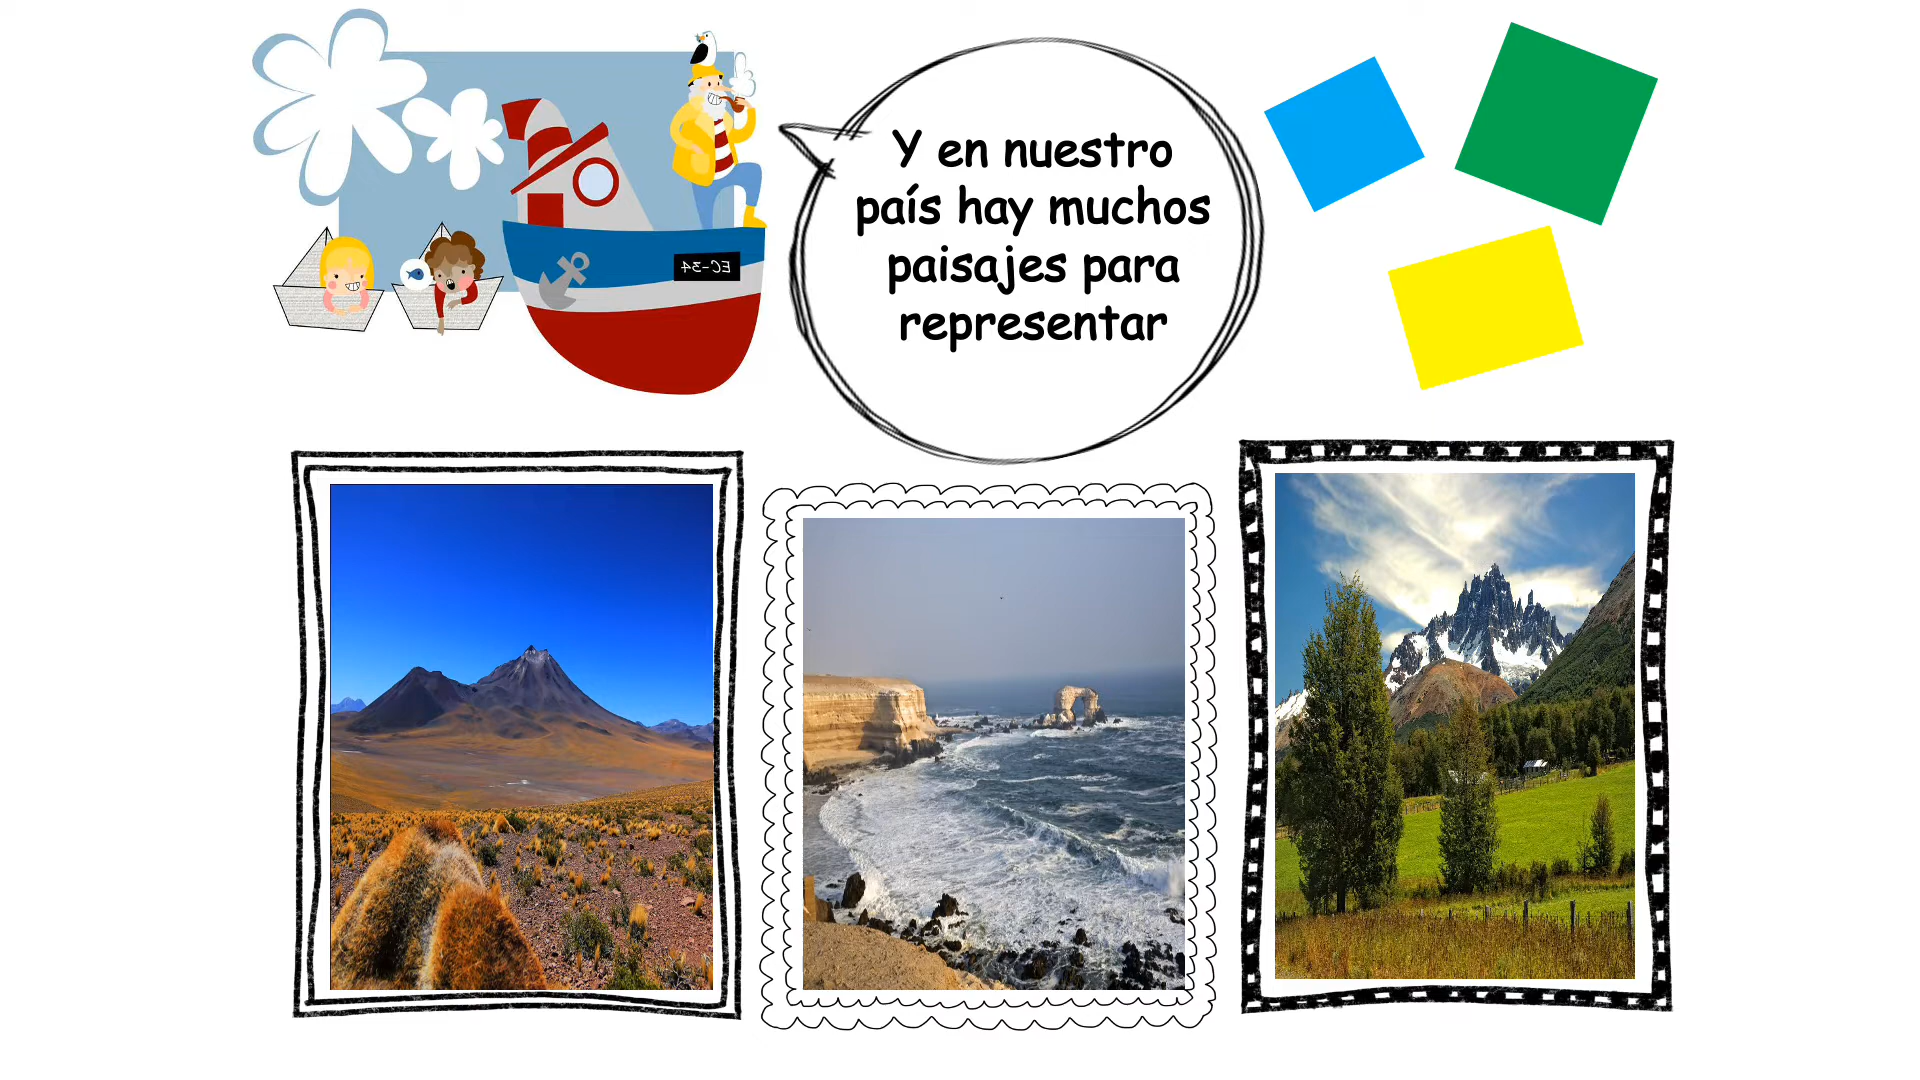 Y en nuestro
país hay muchos
paisajes para
representar
EC-34